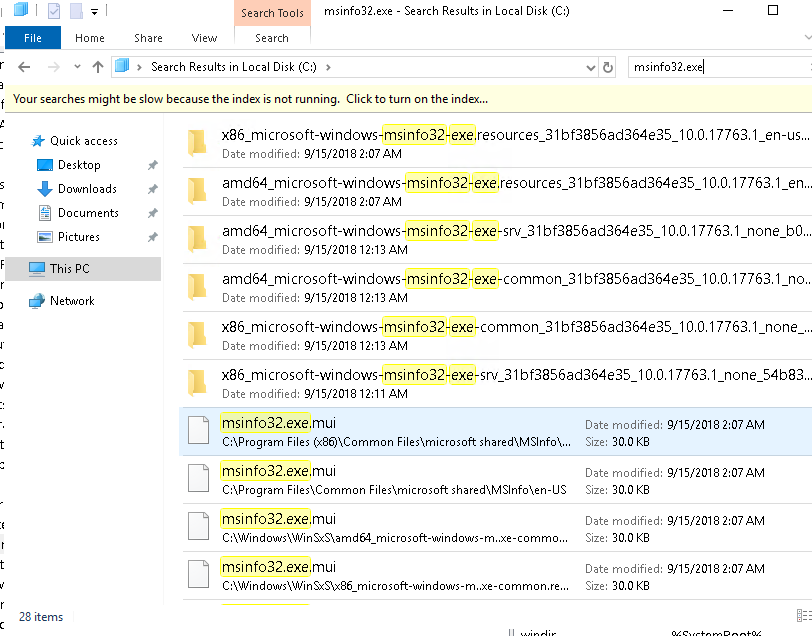 Search Tools
msinfo32.exe - Search Results in Local Disk (C:)
File
Home
Share
View
Search
Search Results in Local Disk (C:)
msinfo32.exe
Your searches might be slow because the index is not running.  Click to turn on the index...
Quick access
Desktop
Downloads
Documents
Pictures
This PC
Network
x86_microsoft-windows-msinfo32-exe.resources_31bf3856ad364e35_10.0.17763.1_en-us...
Date modified: 9/15/2018 2:07 AM
amd64_microsoft-windows-msinfo32-exe.resources_31bf3856ad364e35_10.0.17763.1_en...
Date modified: 9/15/2018 2:07 AM
amd64_microsoft-windows-msinfo32-exe-srv_31bf3856ad364e35_10.0.17763.1_none_b0...
Date modified: 9/15/2018 12:13 AM
amd64_microsoft-windows-msinfo32-exe-common_31bf3856ad364e35_10.0.17763.1_no...
Date modified: 9/15/2018 12:13 AM
x86_microsoft-windows-msinfo32-exe-common_31bf3856ad364e35_10.0.17763.1_none_...
Date modified: 9/15/2018 12:13 AM
x86_microsoft-windows-msinfo32-exe-srv_31bf3856ad364e35_10.0.17763.1_none_54b83...
Date modified: 9/15/2018 12:11 AM
msinfo32.exe.mui
Date modified: 9/15/2018 2:07 AM
C:\Program Files (x86)\Common Files\microsoft shared\MSInfo\...
Size: 30.0 KB
msinfo32.exe.mui
Date modified: 9/15/2018 2:07 AM
C:\Program Files\Common Files\microsoft shared\MSInfo\en-US
Size: 30.0 KB
msinfo32.exe.mui
Date modified: 9/15/2018 2:07 AM
C:\Windows\WinSxS\amd64_microsoft-windows-m..xe-commo...
Size: 30.0 KB
msinfo32.exe.mui
Date modified: 9/15/2018 2:07 AM
C:\Windows\WinSxS\x86_microsoft-windows-m..xe-common.re...
Size: 30.0 KB
28 items
windir
%SystemRoot%